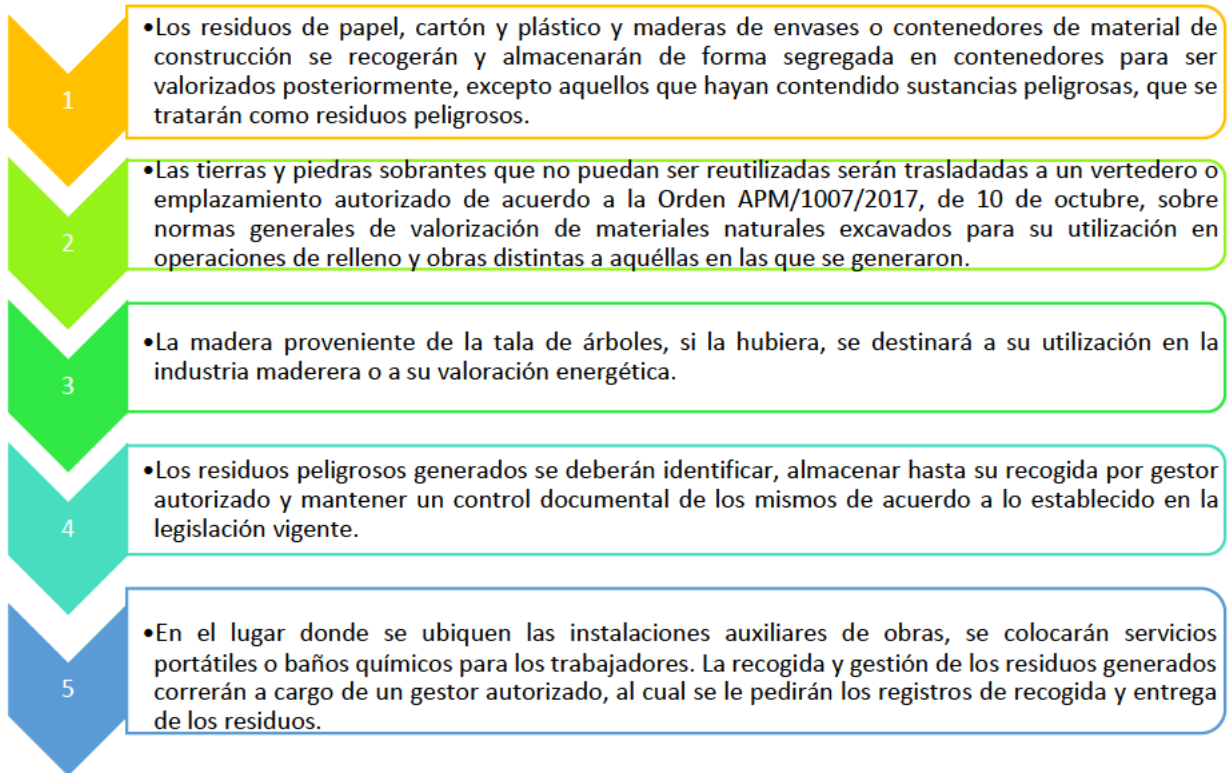 1
•Los residuos de papel, cartón y plástico y maderas de envases o contenedores de material de
construcción se recogerán y almacenarán de forma segregada en contenedores para ser
valorizados posteriormente, excepto aquellos que hayan contendido sustancias peligrosas, que se
tratarán como residuos peligrosos.
2
•Las tierras y piedras sobrantes que no puedan ser reutilizadas serán trasladadas a un vertedero o
emplazamiento autorizado de acuerdo a la Orden APM/1007/2017, de 10 de octubre, sobre
normas generales de valorización de materiales naturales excavados para su utilización en
operaciones de relleno y obras distintas a aquéllas en las que se generaron.
3
•La madera proveniente de la tala de árboles, si la hubiera, se destinará a su utilización en la
industria maderera o a su valoración energética.
4
•Los residuos peligrosos generados se deberán identificar, almacenar hasta su recogida por gestor
autorizado y mantener un control documental de los mismos de acuerdo a lo establecido en la
legislación vigente.
5
•En el lugar donde se ubiquen las instalaciones auxiliares de obras, se colocarán servicios
portátiles o baños químicos para los trabajadores. La recogida y gestión de los residuos generados
correrán a cargo de un gestor autorizado, al cual se le pedirán los registros de recogida y entrega
de los residuos.